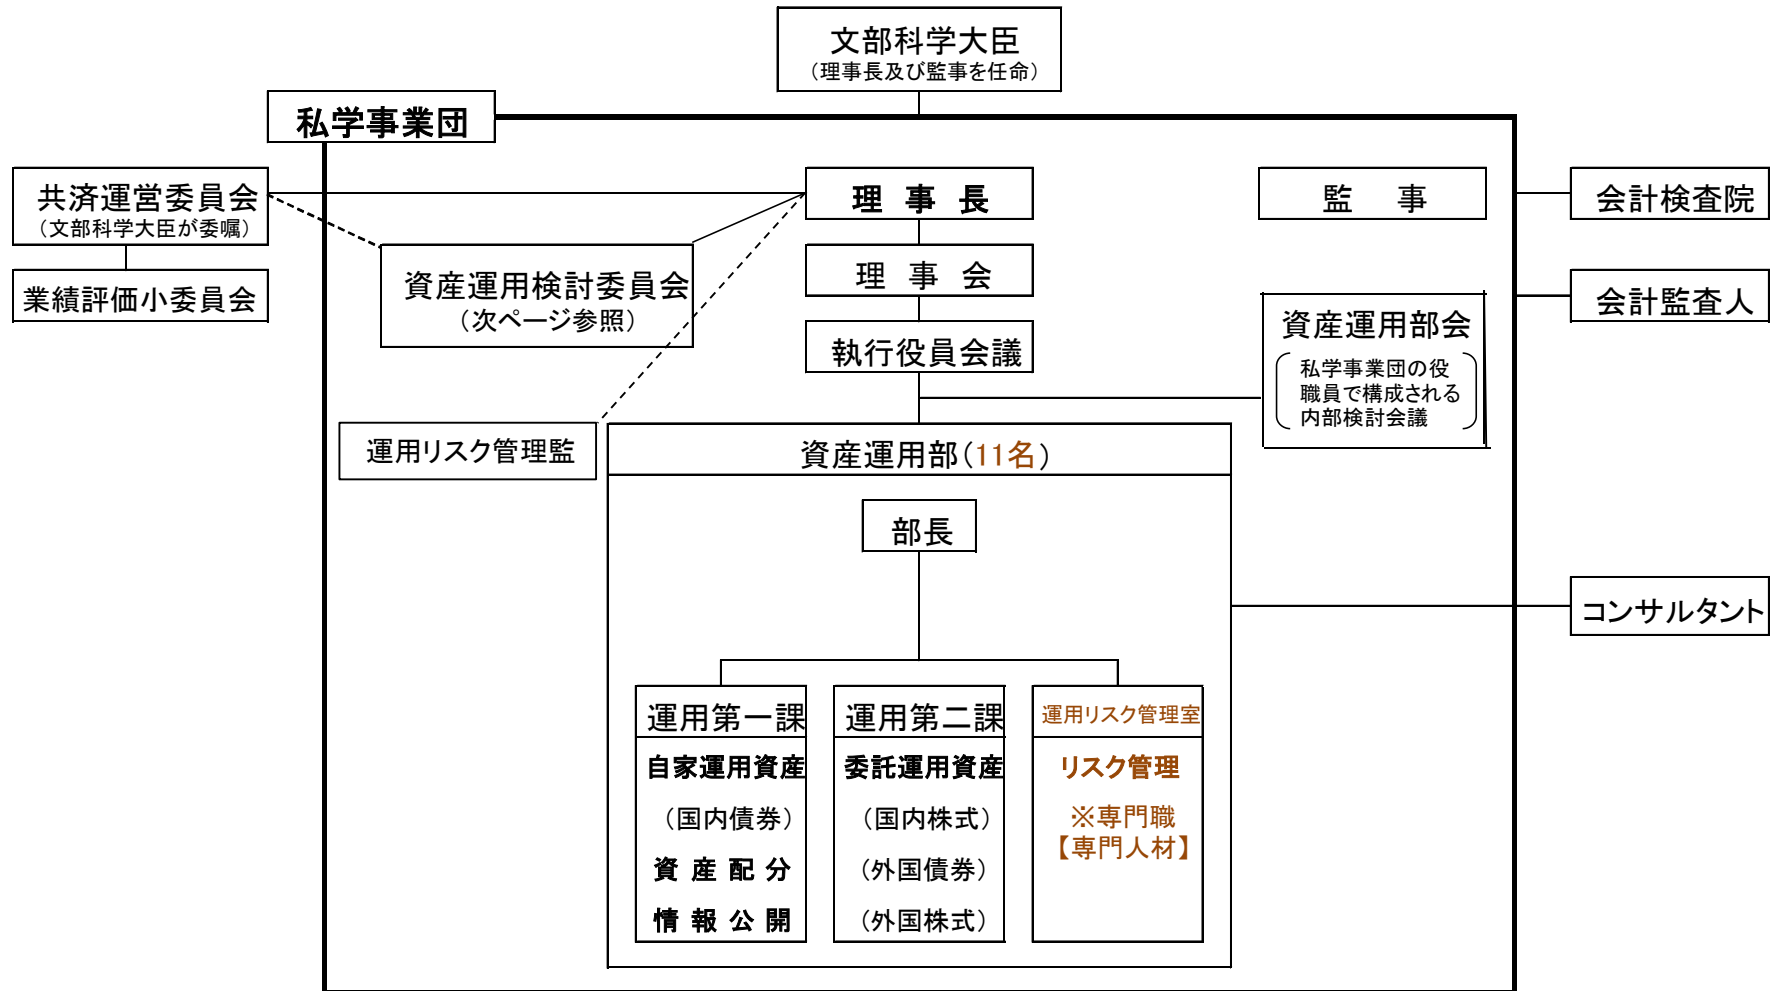 文部科学大臣
（理事長及び監事を任命）
私学事業団
共済運営委員会
（文部科学大臣が委嘱）
業績評価小委員会
理 事 長
理 事 会
執行役員会議
監 事
会計検査院
会計監査人
資産運用検討委員会
（次ページ参照）
資産運用部会
私学事業団の役
職員で構成される
内部検討会議
運用リスク管理監
資産運用部（11名）
部長
コンサルタント
運用第一課
自家運用資産
（国内債券）
資 産 配 分
情 報 公 開
運用第二課
委託運用資産
（国内株式）
（外国債券）
（外国株式）
運用リスク管理室
リスク管理
※専門職
【専門人材】